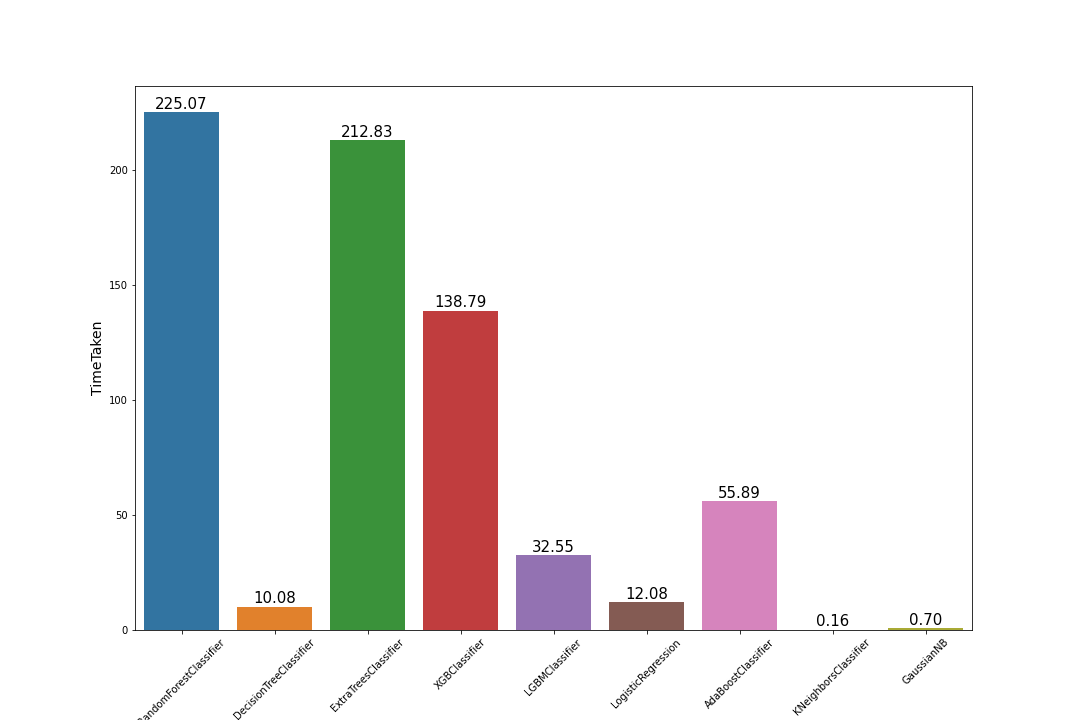 225.07
212.83
200
150
138.79
TimeTaken
100
55.89
50
32.55
12.08
10.08
0.70
0.16
0
DecisionTreeClassifier
ExtraTreesClassifier
XGBClassifier
LGBMClassifier
LogisticRegression
AdaBoostClassifier
KNeighborsClassifier
GaussianNB